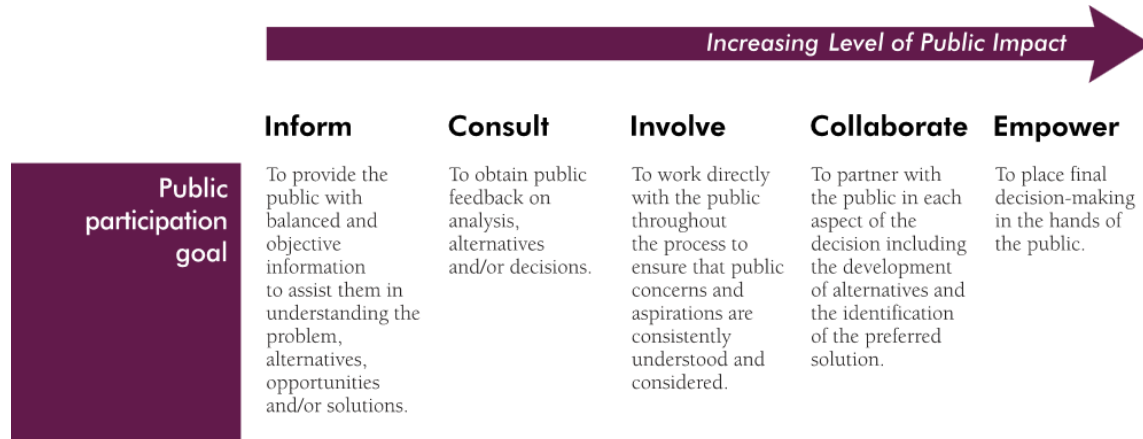 Increasing Level of Public Impact
Inform
Consult
Involve
Collaborate
Empower
Public
participation
goal
To provide the
public with
balanced and
objective
information
to assist them in
understanding the
problem,
alternatives,
opportunities
and/or solutions.
To obtain public
feedback on
analysis,
alternatives
and/or decisions.
To work directly
with the public
throughout
the process to
ensure that public
concerns and
aspirations are
consistently
understood and
considered.
To partner with
the public in each
aspect of the
decision including
the development
of alternatives and
the identification
of the preferred
solution.
To place final
decision-making
in the hands of
the public.